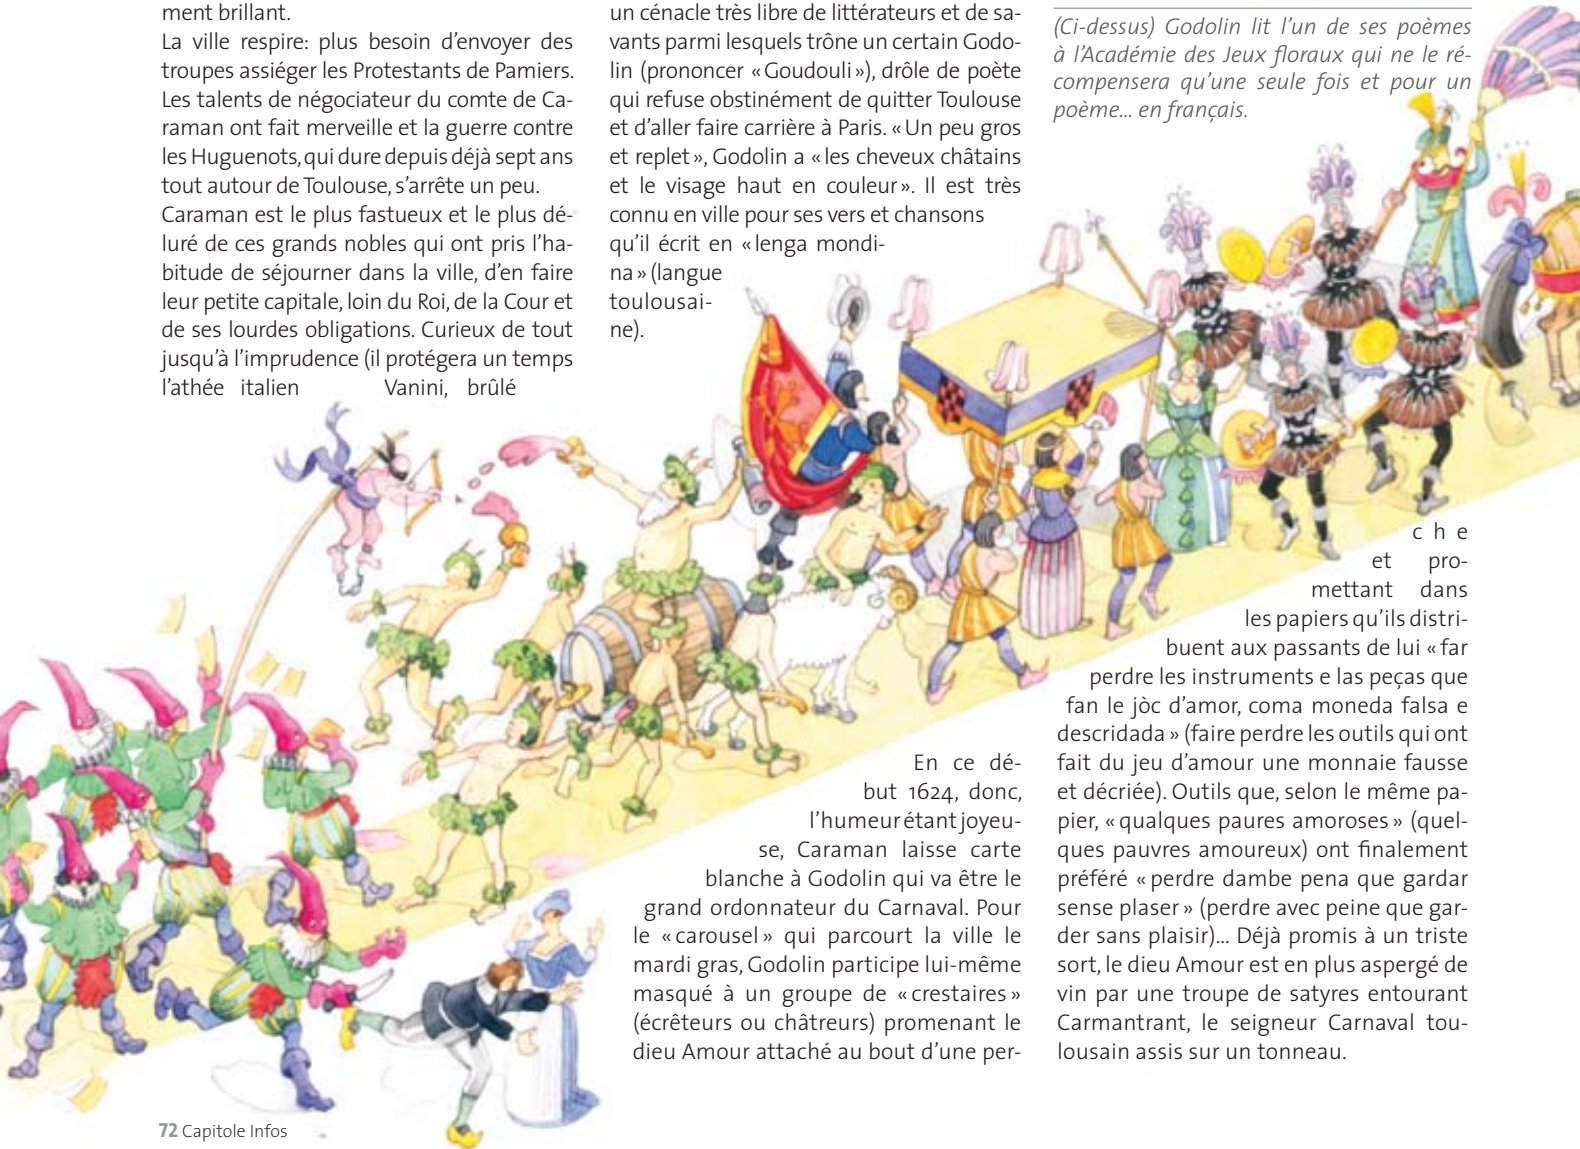 ment brillant.
La ville respire: plus besoin d’envoyer des
troupes assiéger les Protestants de Pamiers.
Les talents de négociateur du comte de Ca-
raman ont fait merveille et la guerre contre
les Huguenots, qui dure depuis déjà sept ans
tout autour de Toulouse, s’arrête un peu.
Caraman est le plus fastueux et le plus dé-
luré de ces grands nobles qui ont pris l’ha-
bitude de séjourner dans la ville, d’en faire
leur petite capitale, loin du Roi, de la Cour et
de ses lourdes obligations. Curieux de tout
jusqu’à l’imprudence (il protégera un temps
l’athée italien Vanini, brûlé
un cénacle très libre de littérateurs et de sa-
vants parmi lesquels trône un certain Godo-
lin (prononcer « Goudouli »), drôle de poète
qui refuse obstinément de quitter Toulouse
et d’aller faire carrière à Paris. « Un peu gros
et replet », Godolin a « les cheveux châtains
et le visage haut en couleur ». Il est très
connu en ville pour ses vers et chansons
qu’il écrit en « lenga mondi-
na » (langue
toulousai-
ne).
En ce dé-
but 1624, donc,
l’humeur étant joyeu-
se, Caraman laisse carte
blanche à Godolin qui va être le
grand ordonnateur du Carnaval. Pour
le « carousel » qui parcourt la ville le
mardi gras, Godolin participe lui-même
masqué à un groupe de « crestaires »
(écrêteurs ou châtreurs) promenant le
dieu Amour attaché au bout d’une per-
(Ci-dessus) Godolin lit l’un de ses poèmes
à l’Académie des Jeux floraux qui ne le ré-
compensera qu’une seule fois et pour un
poème... en français.
che
et pro-
mettant dans
les papiers qu’ils distri-
buent aux passants de lui « far
perdre les instruments e las peças que
fan le jòc d’amor, coma moneda falsa e
descridada » (faire perdre les outils qui ont
fait du jeu d’amour une monnaie fausse
et décriée). Outils que, selon le même pa-
pier, « qualques paures amoroses » (quel-
ques pauvres amoureux) ont finalement
préféré « perdre dambe pena que gardar
sense plaser » (perdre avec peine que gar-
der sans plaisir)... Déjà promis à un triste
sort, le dieu Amour est en plus aspergé de
vin par une troupe de satyres entourant
Carmantrant, le seigneur Carnaval tou-
lousain assis sur un tonneau.
72 Capitole Infos